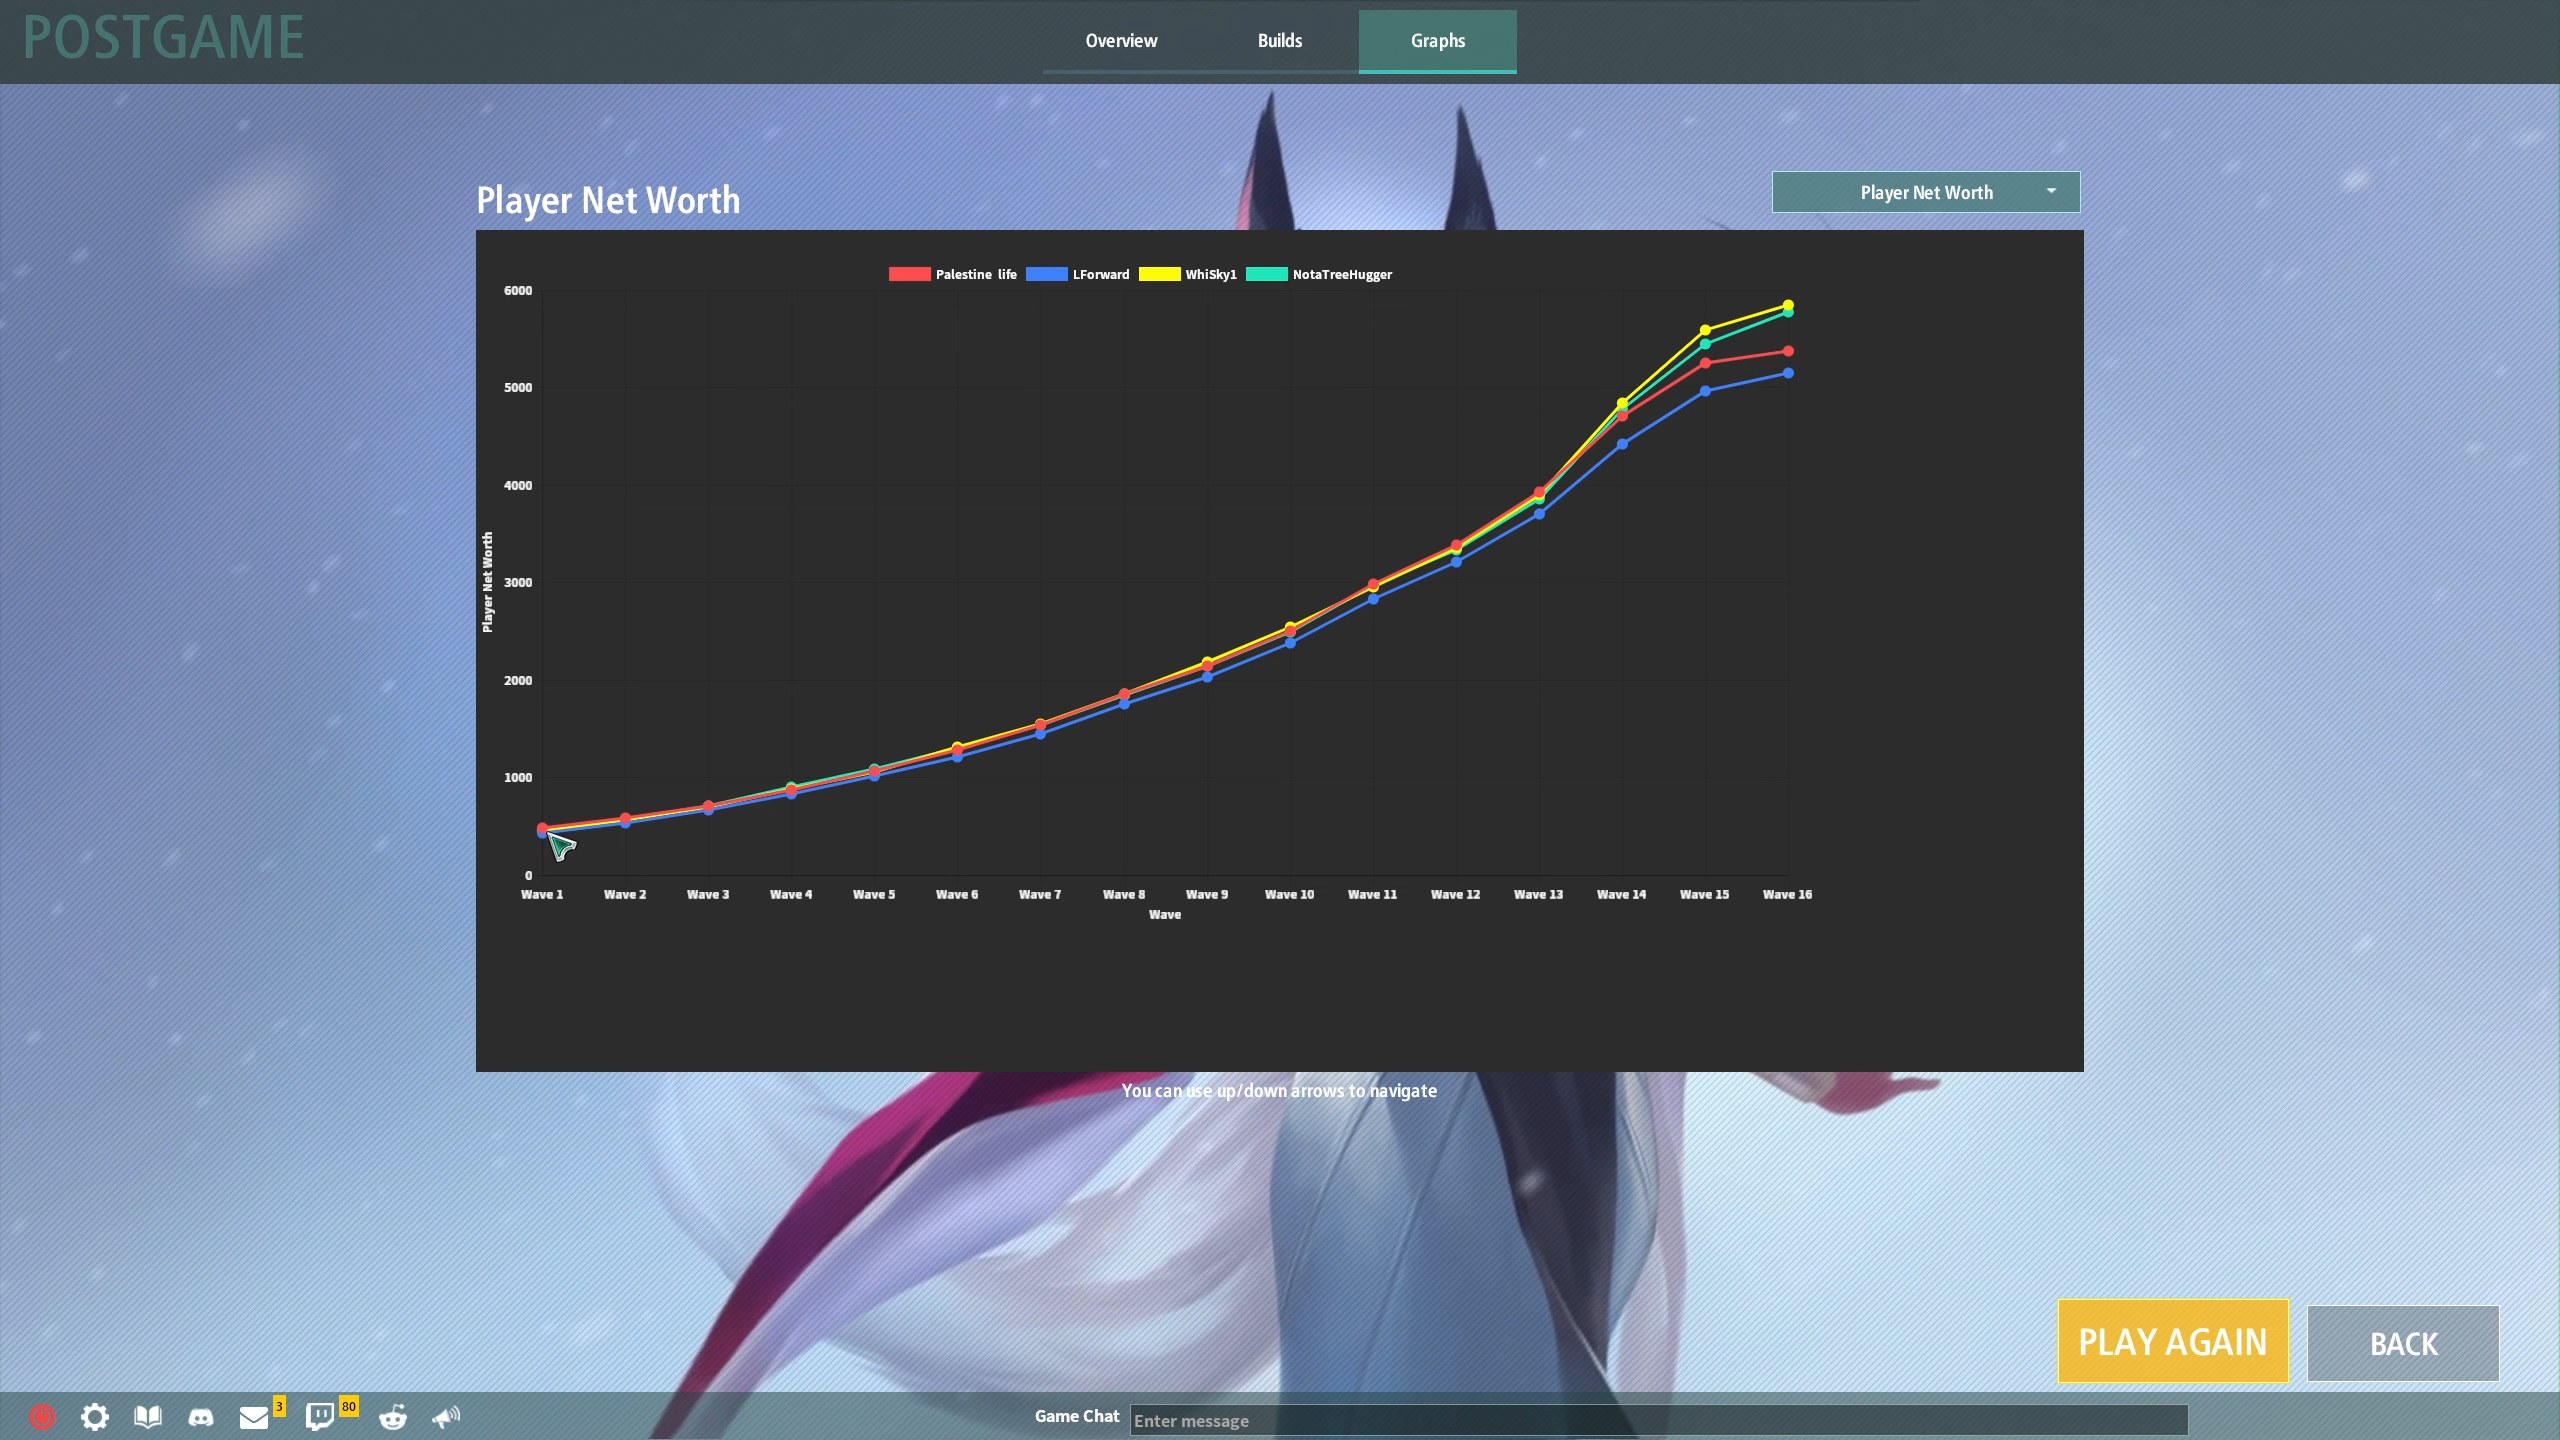 POSTGAME
Overview Builds Graphs
Player Net Worth
Player Net Worth
Palestine life LForward WhiSky1 NotaTreeHugger
6000
5000
4000
3000
2000
1000
0
Player Net Worth
Wave 1 Wave 2 Wave 3 Wave 4 Wave 5 Wave 6 Wave 7 Wave 8 Wave 9 Wave 10 Wave 11 Wave 12 Wave 13 Wave 14 Wave 15 Wave 16
Wave
You can use up/down arrows to navigate
PLAY AGAIN BACK
3 80
Game Chat Enter message